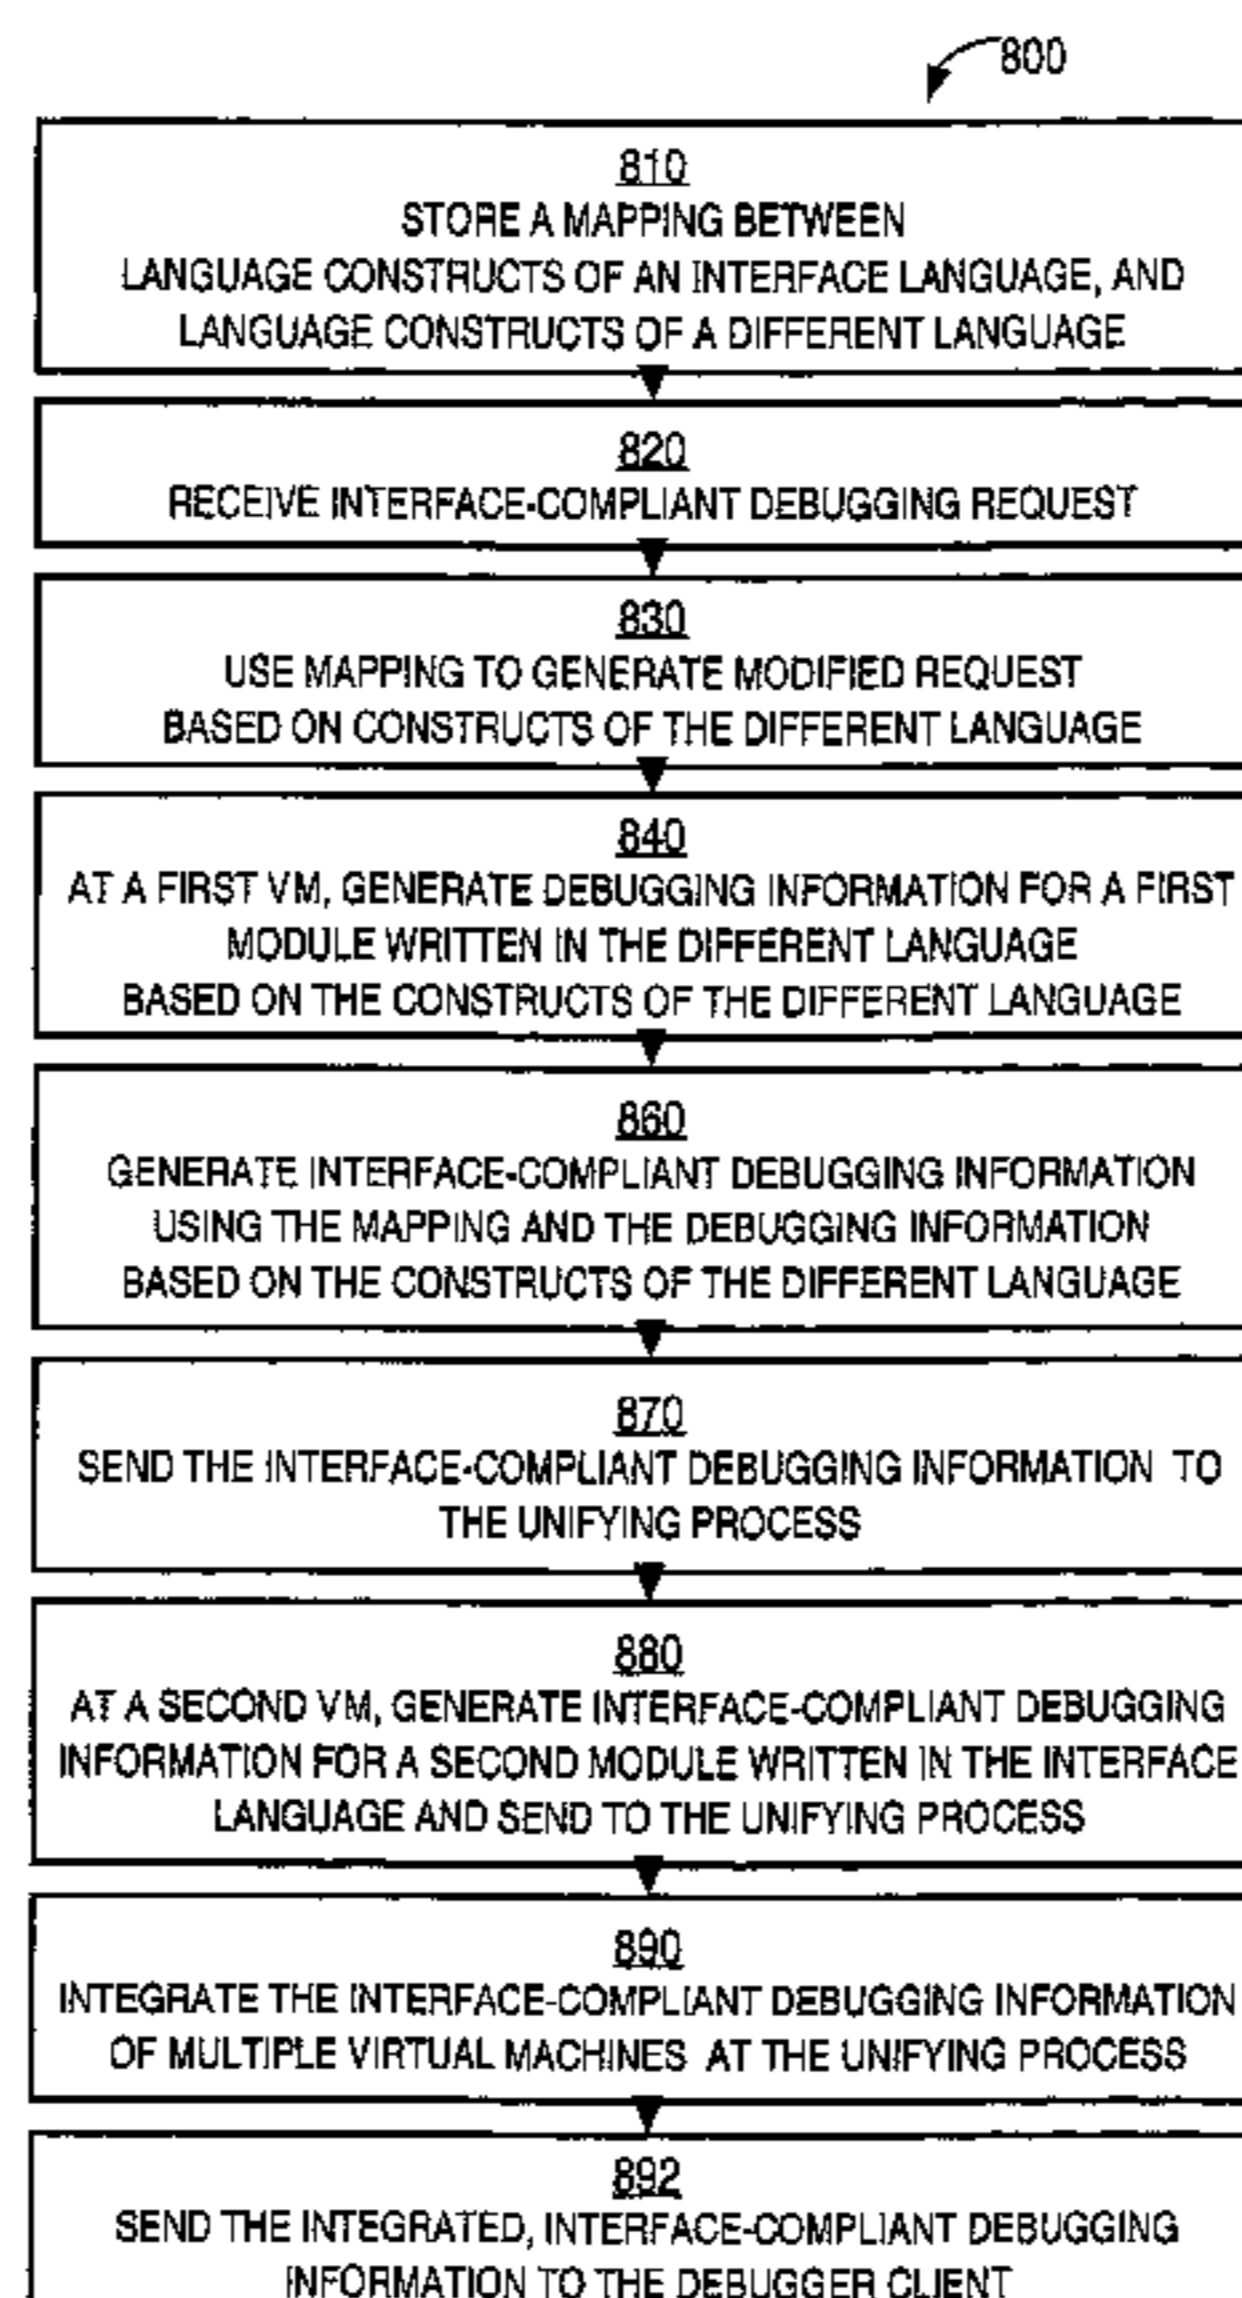 800
810
STORE A MAPPING BETWEEN
LANGUAGE CONSTRUCTS OF AN INTERFACE LANGUAGE, AND
LANGUAGE CONSTRUCTS OF A DIFFERENT LANGUAGE
820
RECEIVE INTERFACE-COMPLIANT DEBUGGING REQUEST
830
USE MAPPING TO GENERATE MODIFIED REQUEST
BASED ON CONSTRUCTS OF THE DIFFERENT LANGUAGE
840
AT A FIRST VM, GENERATE DEBUGGING INFORMATION FOR A FIRST
MODULE WRITTEN IN THE DIFFERENT LANGUAGE
BASED ON THE CONSTRUCTS OF THE DIFFERENT LANGUAGE
860
GENERATE INTERFACE-COMPLIANT DEBUGGING INFORMATION
USING THE MAPPING AND THE DEBUGGING INFORMATION
BASED ON THE CONSTRUCTS OF THE DIFFERENT LANGUAGE
870
SEND THE INTERFACE-COMPLIANT DEBUGGING INFORMATION TO
THE UNIFYING PROCESS
880
AT A SECOND VM, GENERATE INTERFACE-COMPLIANT DEBUGGING
INFORMATION FOR A SECOND MODULE WRITTEN IN THE INTERFACE
LANGUAGE AND SEND TO THE UNIFYING PROCESS
890
INTEGRATE THE INTERFACE-COMPLIANT DEBUGGING INFORMATION
OF MULTIPLE VIRTUAL MACHINES AT THE UNIFYING PROCESS
892
SEND THE INTEGRATED, INTERFACE-COMPLIANT DEBUGGING
INFORMATION TO THE DEBUGGER CLIENT